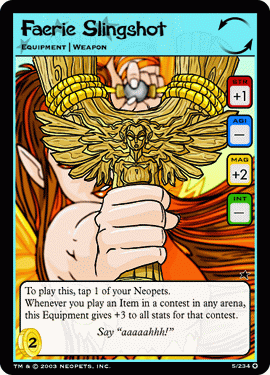 Faerie Slingshot
Equipment | Weapon
STR
+1
AGI
—
MAG
+2
INT
—
To play this, tap 1 of your Neopets.
Whenever you play an Item in a contest in any arena,
this Equipment gives +3 to all stats for that contest.
Say “aaaaahhh!”
2
TM & © 2003 NEOPETS, INC.
5/234